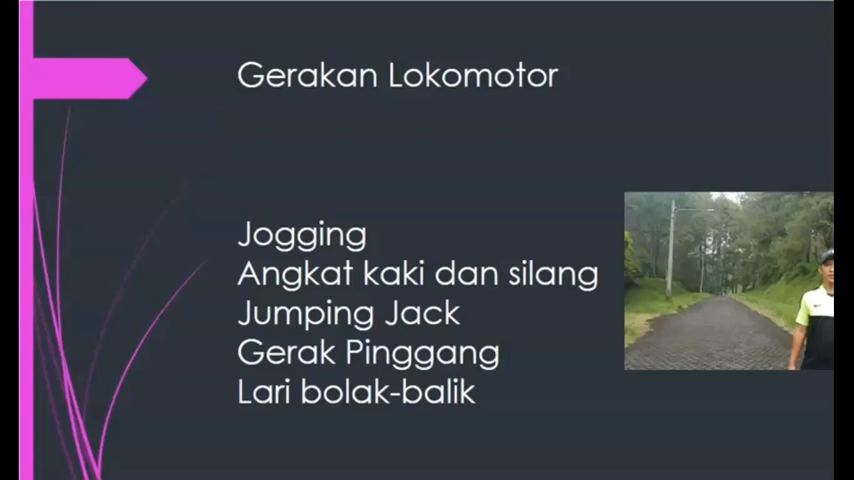 Gerakan Lokomotor
Jogging
Angkat kaki dan silang
Jumping Jack
Gerak Pinggang
Lari bolak-balik